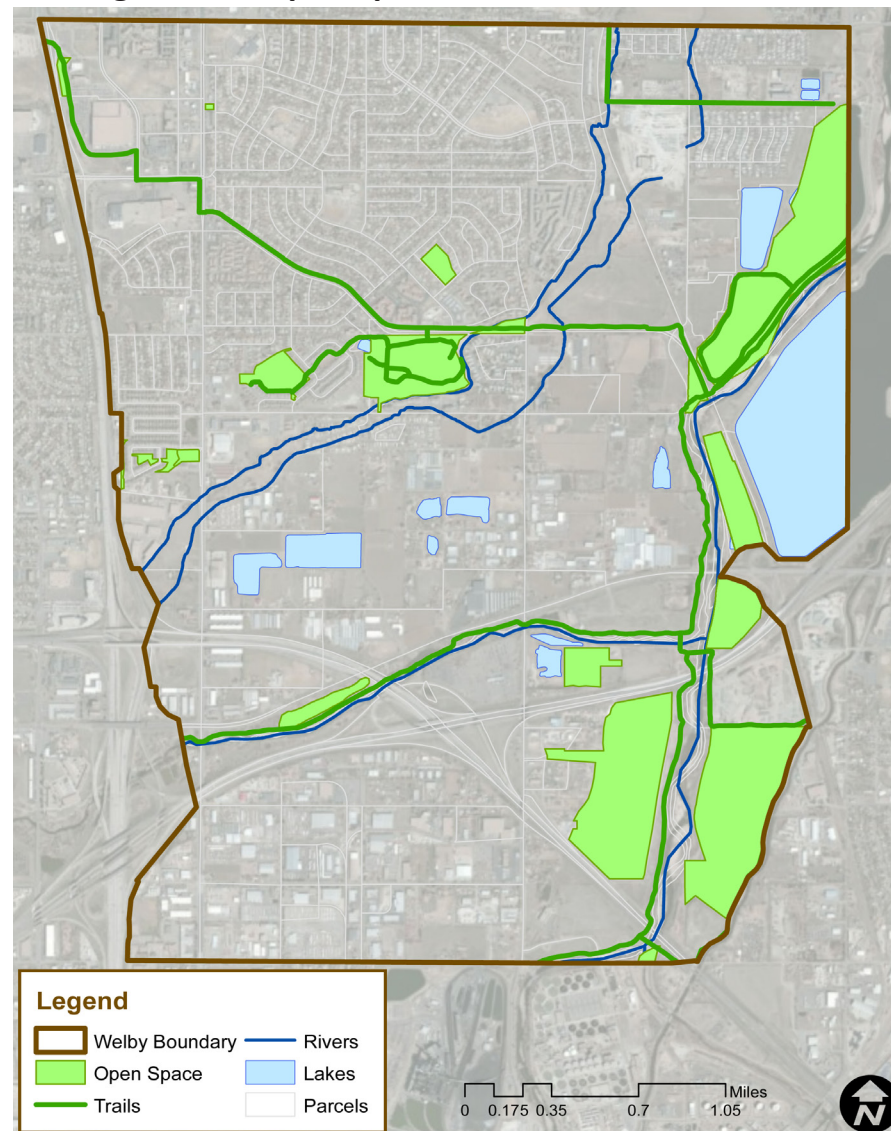 Legend
Welby Boundary
Rivers
Open Space
Lakes
Trails
Parcels
Miles
0 0.175 0.35 0.7 1.05
N